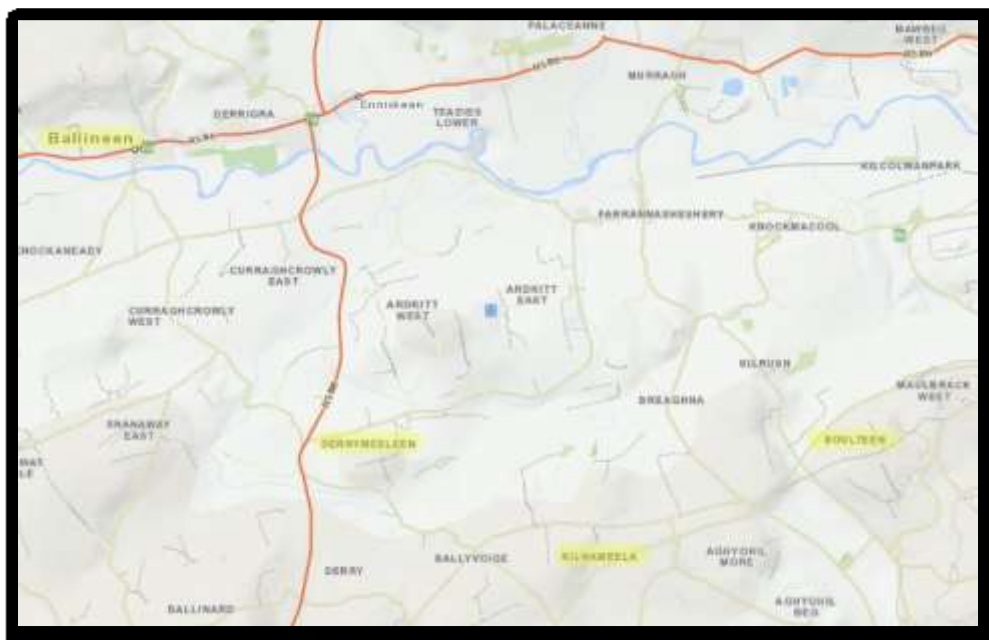 PALACEANNE
MAWBEG
WEST
MURRAGH
DERRIGRA
Enniskean
TEADIES
LOWER
Ballineen
KILCOLMANPARK
FARRANNASHESHERY
KNOCKMACOOL
KNOCKANEADY
CURRAGHCROWLY
EAST
ARDKITT
WEST
ARDKITT
EAST
CURRAGHCROWLY
WEST
KILRUSH
MAULBRACK
WEST
BREAGHNA
SHANAWAY
EAST
DERRYMEELEEN
BOULTEEN
BALLYVOIGE
KILNAMEELA
AGHYOHIL
MORE
DERRY
BALLINARD
AGHYOHIL
BEG